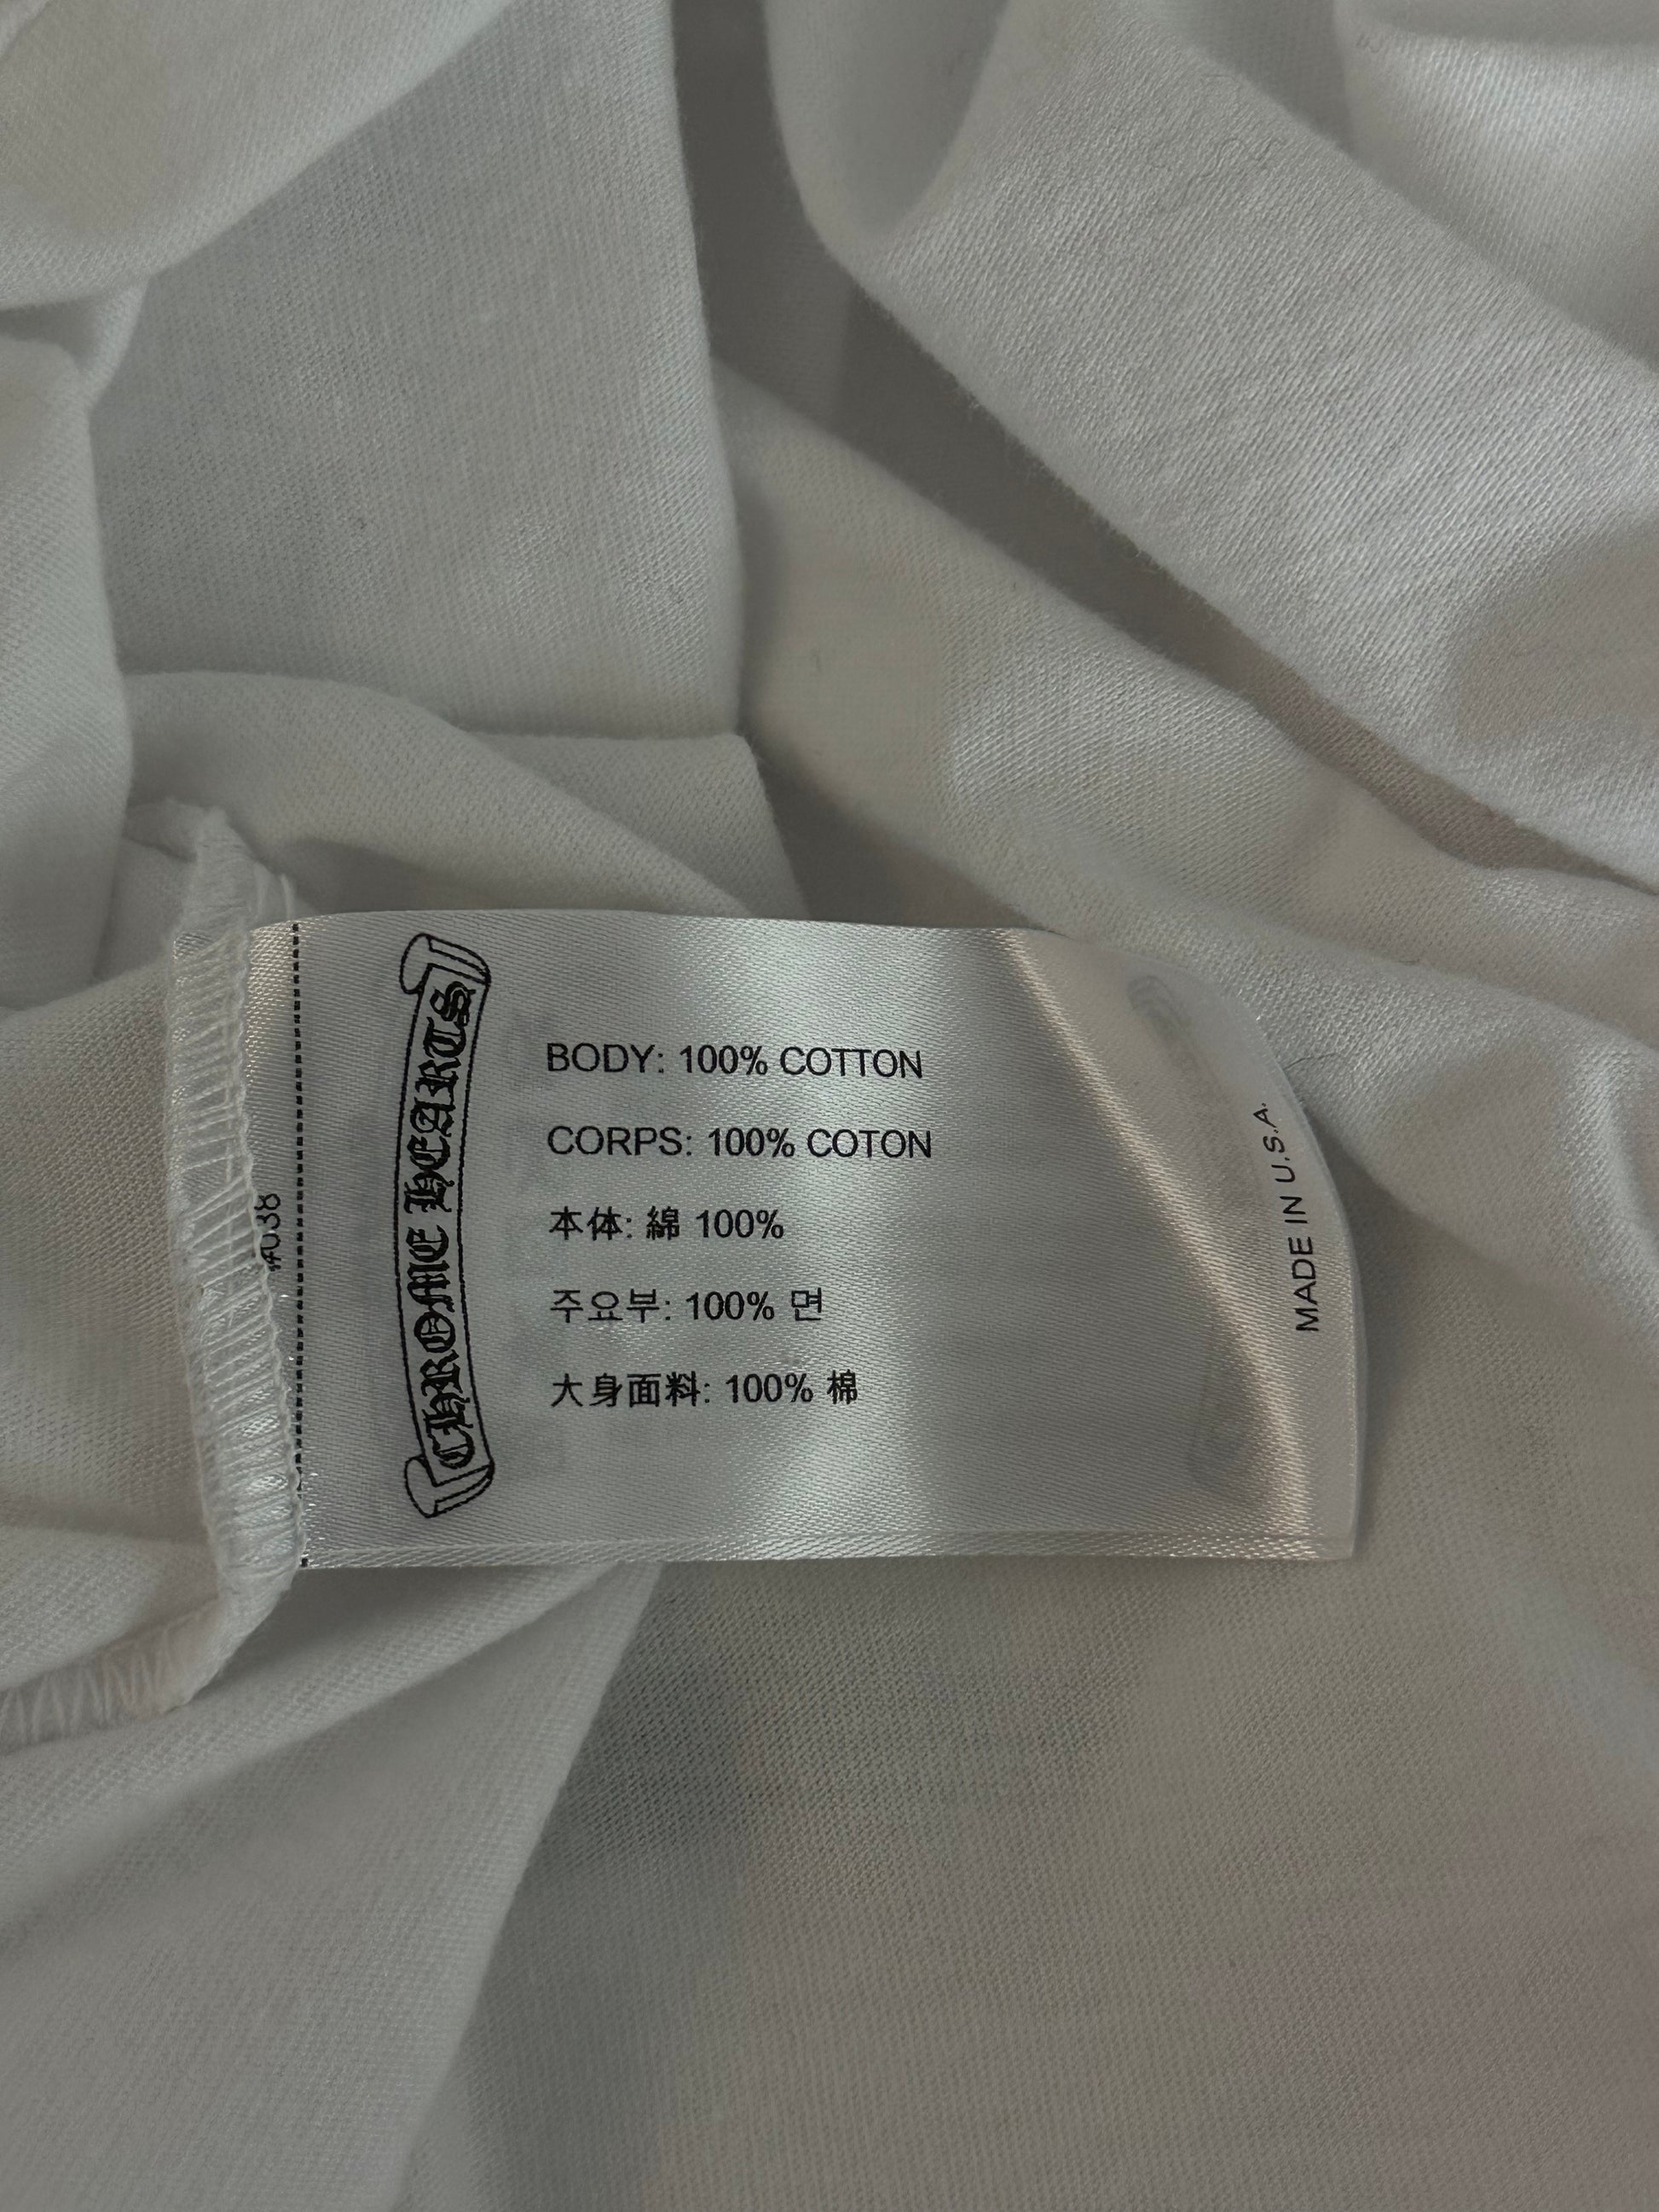 CHROME HEARTS
BODY: 100% COTTON
CORPS: 100% COTON
本体: 綿 100%
주요부: 100% 면
大身面料: 100% 棉
MADE IN U.S.A.